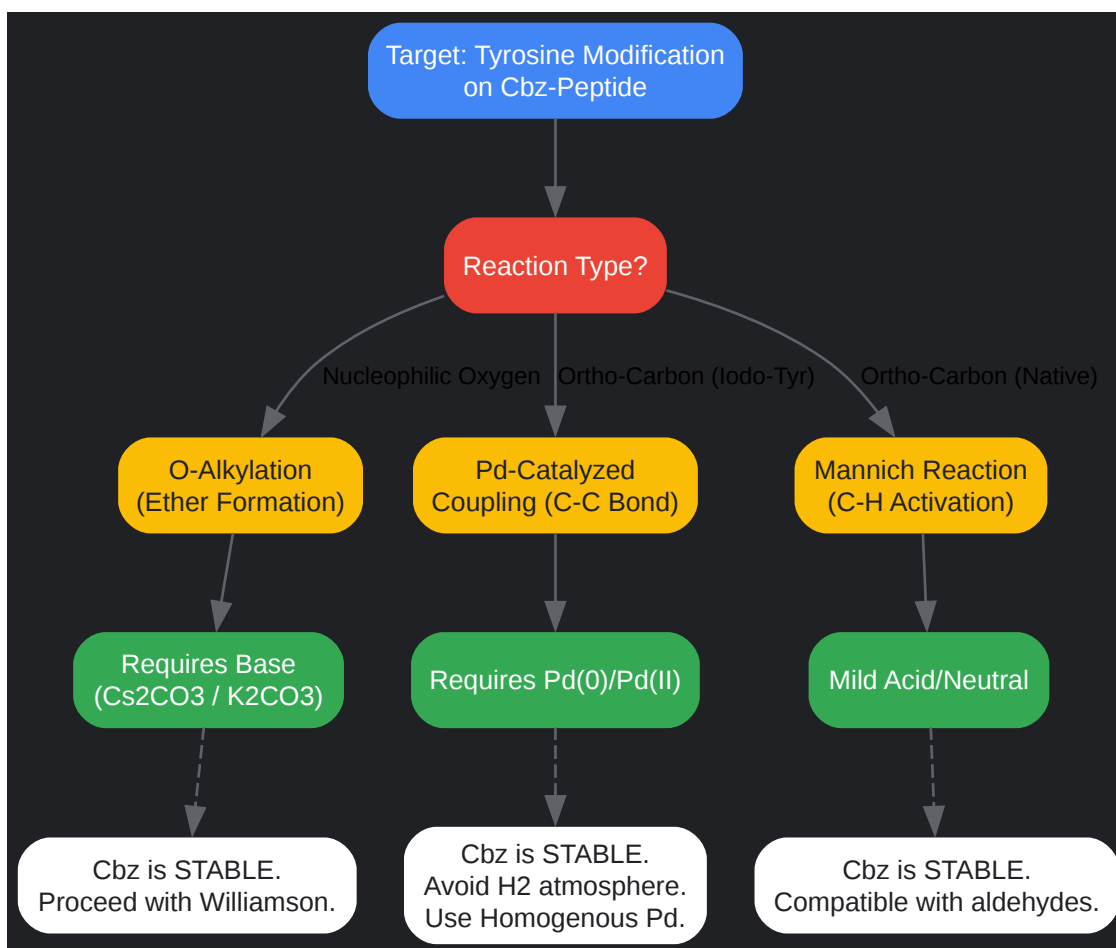 Target: Tyrosine Modification
on Cbz-Peptide
Reaction Type?
Nucleophilic Oxygen
Ortho-Carbon (Iodo-Tyr)
Ortho-Carbon (Native)
O-Alkylation
(Ether Formation)
Pd-Catalyzed
Coupling (C-C Bond)
Mannich Reaction
(C-H Activation)
Requires Base
(Cs2CO3 / K2CO3)
Requires Pd(0)/Pd(II)
Mild Acid/Neutral
Cbz is STABLE.
Proceed with Williamson.
Cbz is STABLE.
Avoid H2 atmosphere.
Use Homogenous Pd.
Cbz is STABLE.
Compatible with aldehydes.